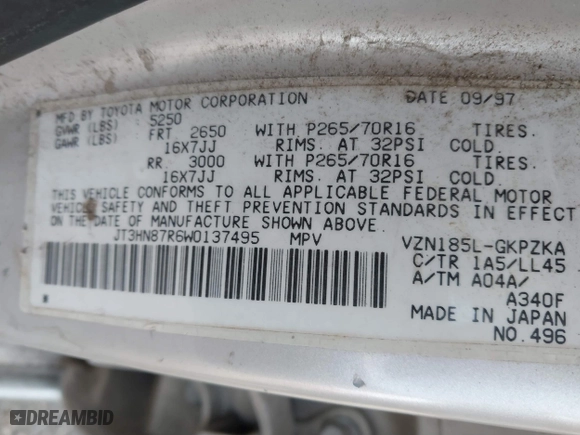 MFD BY TOYOTA MOTOR CORPORATION DATE 09/97
GVWR (LBS) : 5250
GAWR (LBS) : FRT 2650 WITH P265/70R16 TIRES.
16X7JJ RIMS. AT 32PSI COLD.
RR. 3000 WITH P265/70R16 TIRES.
16X7JJ RIMS. AT 32PSI COLD.
THIS VEHICLE CONFORMS TO ALL APPLICABLE FEDERAL MOTOR
VEHICLE SAFETY AND THEFT PREVENTION STANDARDS IN EFFECT
ON THE DATE OF MANUFACTURE SHOWN ABOVE.
JT3HN87R6W0137495 MPV VZN185L-GKPZKA
C/TR 1A5/LL45
A/TM A04A/
A340F
MADE IN JAPAN
NO.496
DREAMBID